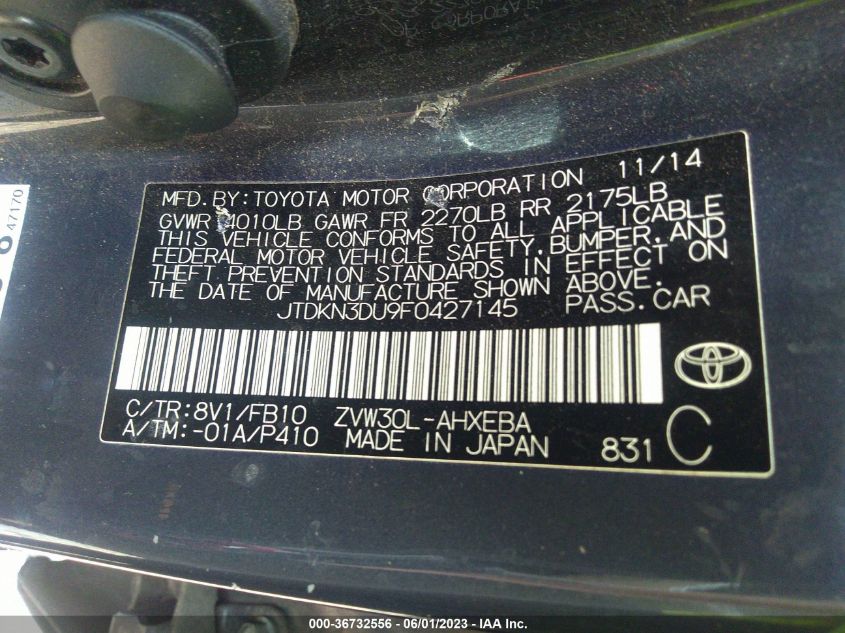 MFD.BY:TOYOTA MOTOR CORPORATION 11/14
GVWR 4010LB GAWR FR 2270LB RR 2175LB
THIS VEHICLE CONFORMS TO ALL APPLICABLE
FEDERAL MOTOR VEHICLE SAFETY,BUMPER,AND
THEFT PREVENTION STANDARDS IN EFFECT ON
THE DATE OF MANUFACTURE SHOWN ABOVE.
JTDKN3DU9F0427145 PASS.CAR
C/TR:8V1/FB10 ZVW30L-AHXEBA
A/TM:-01A/P410 MADE IN JAPAN 831 C
47170
000-36732556 - 06/01/2023 - IAA Inc.